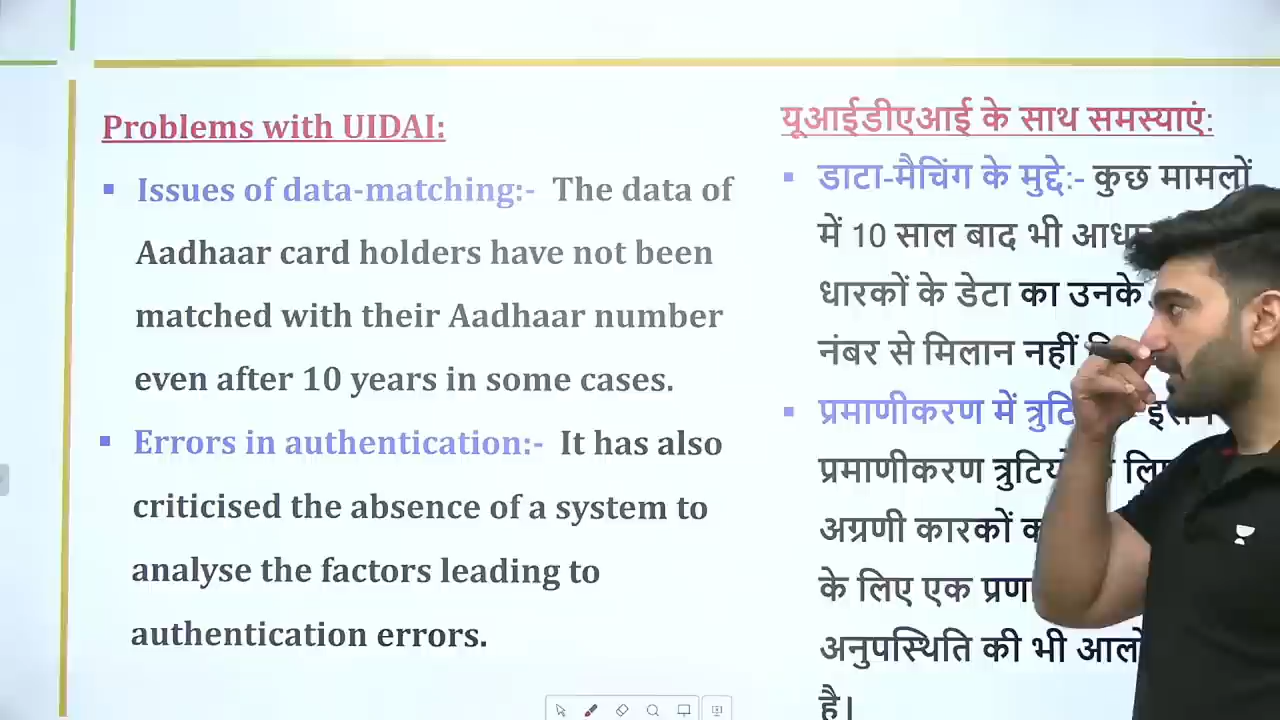 Problems with UIDAI:
▪ Issues of data-matching:- The data of
Aadhaar card holders have not been
matched with their Aadhaar number
even after 10 years in some cases.
▪ Errors in authentication:- It has also
criticised the absence of a system to
analyse the factors leading to
authentication errors.
यूआईडीएआई के साथ समस्याएं:
▪ डाटा-मैचिंग के मुद्दे:- कुछ मामलों
में 10 साल बाद भी
धारकों के डेटा का उनके
नंबर से मिलान नहीं
▪ प्रमाणीकरण में
प्रमाणीकरण
अग्रणी कारकों
के लिए एक
अनुपस्थिति की भी
है।